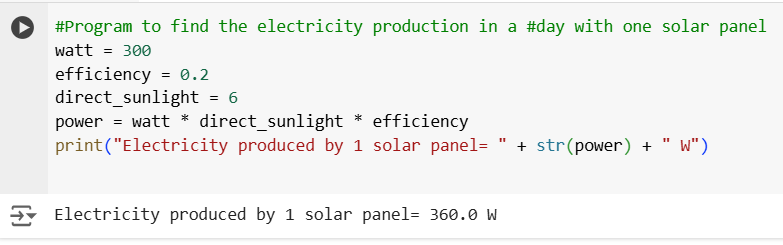 #Program to find the electricity production in a #day with one solar panel
watt = 300
efficiency = 0.2
direct_sunlight = 6
power = watt * direct_sunlight * efficiency
print("Electricity produced by 1 solar panel= " + str(power) + " W")
Electricity produced by 1 solar panel= 360.0 W